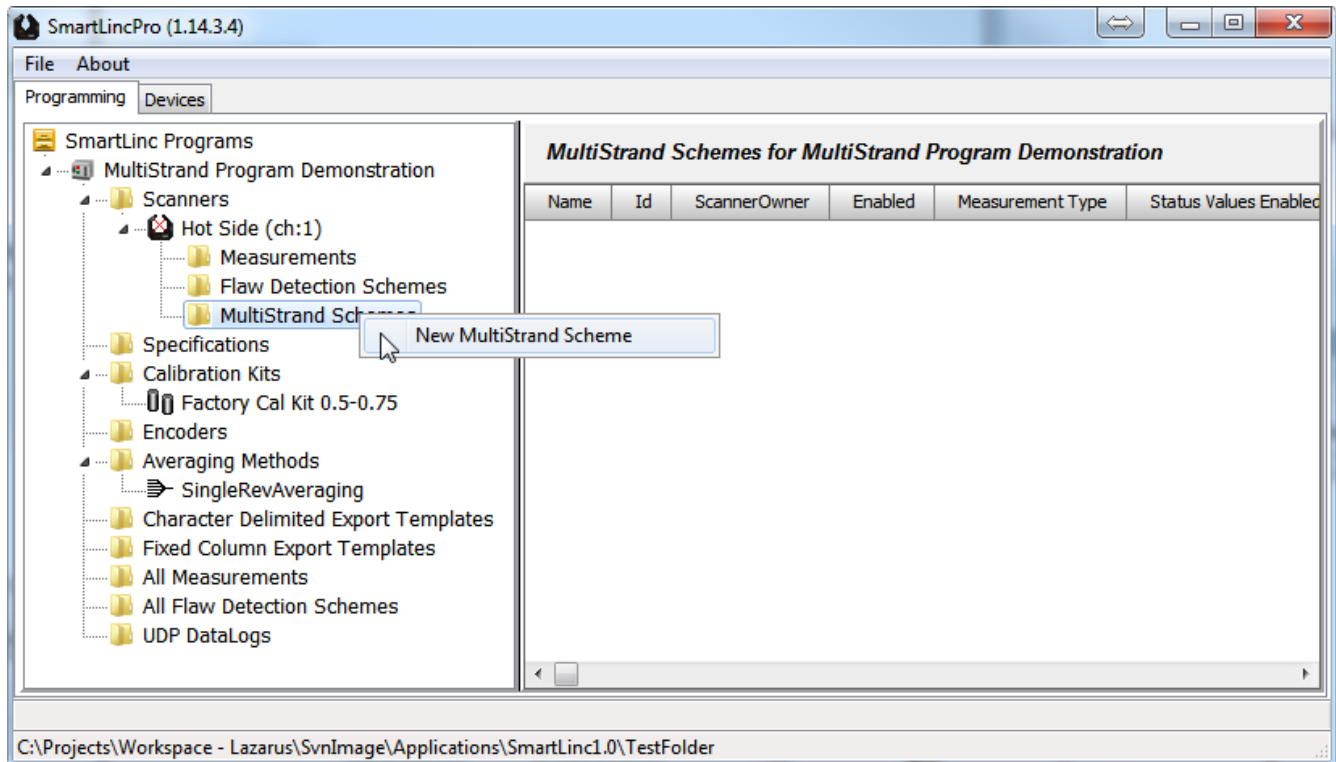 SmartLincPro (1.14.3.4)
File About
Programming Devices
SmartLinc Programs
MultiStrand Program Demonstration
Scanners
Hot Side (ch:1)
Measurements
Flaw Detection Schemes
MultiStrand Schemes
New MultiStrand Scheme
Specifications
Calibration Kits
Factory Cal Kit 0.5-0.75
Encoders
Averaging Methods
SingleRevAveraging
Character Delimited Export Templates
Fixed Column Export Templates
All Measurements
All Flaw Detection Schemes
UDP DataLogs
MultiStrand Schemes for MultiStrand Program Demonstration
Name Id ScannerOwner Enabled Measurement Type Status Values Enabled
C:\Projects\Workspace - Lazarus\SvnImage\Applications\SmartLinc1.0\TestFolder